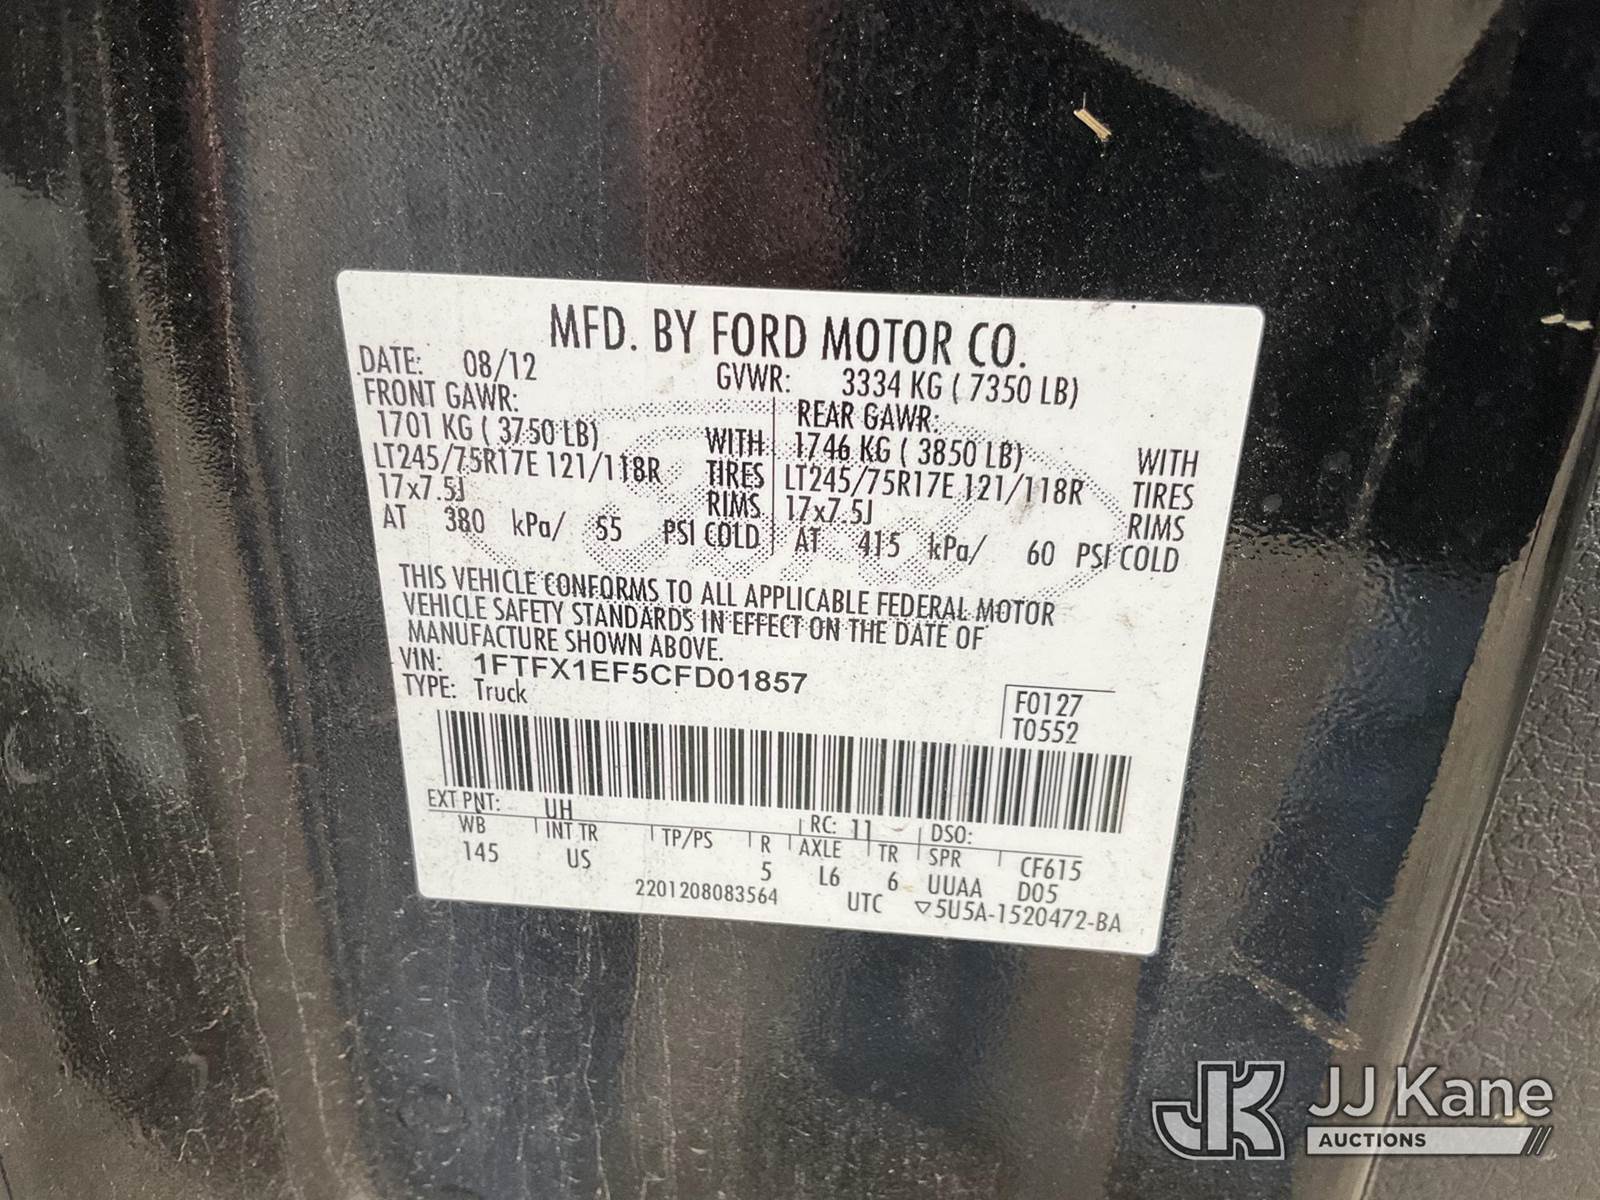 MFD. BY FORD MOTOR CO.
DATE: 08/12 GVWR: 3334 KG ( 7350 LB)
FRONT GAWR: REAR GAWR:
1701 KG ( 3750 LB) WITH 1746 KG ( 3850 LB) WITH
LT245/75R17E 121/118R TIRES LT245/75R17E 121/118R TIRES
17x7.5J RIMS 17x7.5J RIMS
AT 380 kPa/ 55 PSI COLD AT 415 kPa/ 60 PSI COLD
THIS VEHICLE CONFORMS TO ALL APPLICABLE FEDERAL MOTOR
VEHICLE SAFETY STANDARDS IN EFFECT ON THE DATE OF
MANUFACTURE SHOWN ABOVE.
VIN: 1FTFX1EF5CFD01857
TYPE: Truck
F0127
T0552
EXT PNT: UH RC: 11 DSO:
WB INT TR TP/PS R AXLE TR SPR CF615
145 US 5 L6 6 UUAA D05
2201208083564 UTC ▽5U5A-1520472-BA
JK JJ Kane
AUCTIONS